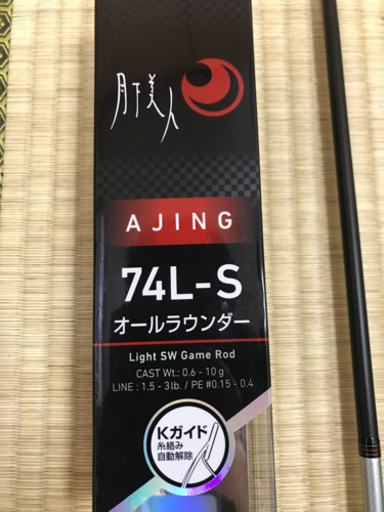 月下美人
AJING
74L-S
オールラウンダー
Light SW Game Rod
CAST Wt.: 0.6 - 10g
LINE : 1.5 - 3 lb. / PE #0.15 - 0.4
Kガイド
糸絡み
自動解除